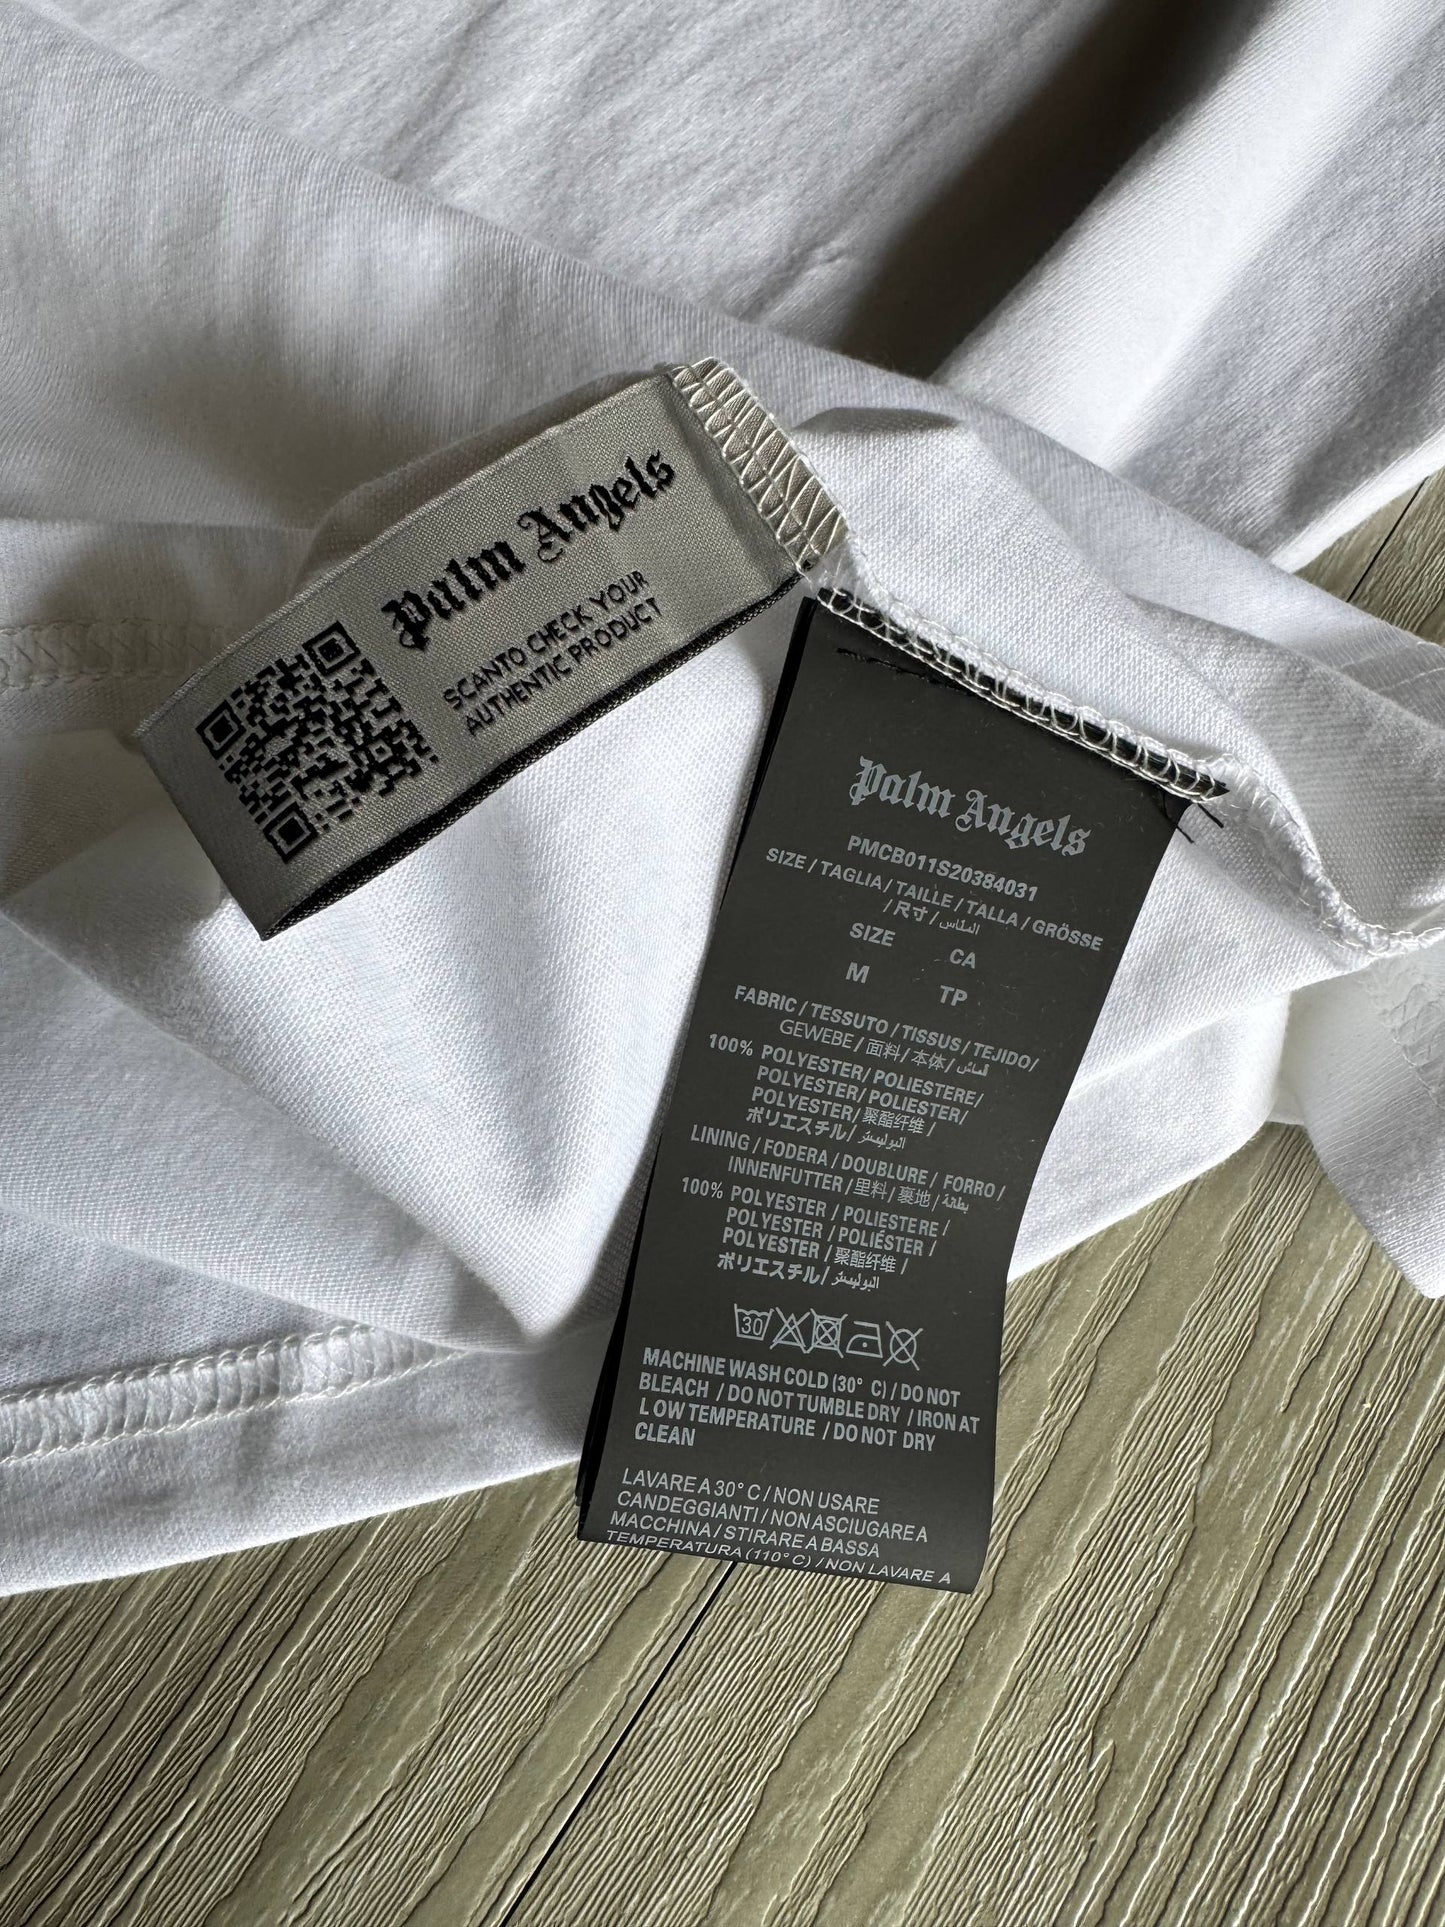 Palm Angels
SCANTO CHECK YOUR
AUTHENTIC PRODUCT
Palm Angels
PMCB011S20384031
SIZE / TAGLIA / TAILLE / TALLA / GRÖSSE
/ 尺寸 /
SIZE CA
M TP
FABRIC / TESSUTO / TISSUS / TEJIDO/
GEWEBE / 面料 / 本体 /
100% POLYESTER/ POLIESTERE/
POLYESTER/ POLIESTER/
POLYESTER/ 聚酯纤维 /
ポリエステル/ البوليستر
LINING / FODERA / DOUBLURE / FORRO /
INNENFUTTER / 里料 / 裏地 / بطانة
100% POLYESTER / POLIESTERE /
POLYESTER / POLIÉSTER /
POLYESTER / 聚酯纤维 /
ポリエステル/ البوليستر
30
MACHINE WASH COLD (30° C) / DO NOT
BLEACH / DO NOT TUMBLE DRY / IRON AT
LOW TEMPERATURE / DO NOT DRY
CLEAN
LAVARE A 30° C / NON USARE
CANDEGGIANTI / NON ASCIUGARE A
MACCHINA / STIRARE A BASSA
TEMPERATURA (110° C) / NON LAVARE A